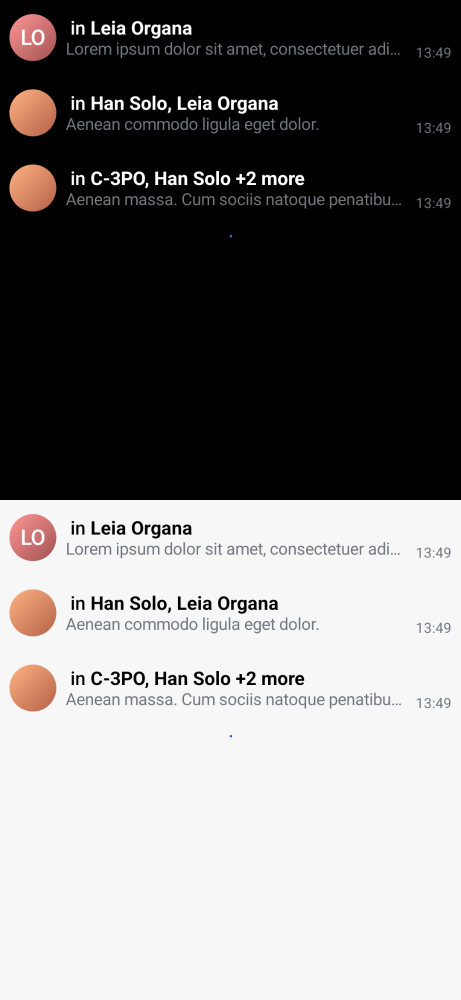 LO
in Leia Organa
Lorem ipsum dolor sit amet, consectetuer adi...
13:49
in Han Solo, Leia Organa
Aenean commodo ligula eget dolor.
13:49
in C-3PO, Han Solo +2 more
Aenean massa. Cum sociis natoque penatibu...
13:49
LO
in Leia Organa
Lorem ipsum dolor sit amet, consectetuer adi...
13:49
in Han Solo, Leia Organa
Aenean commodo ligula eget dolor.
13:49
in C-3PO, Han Solo +2 more
Aenean massa. Cum sociis natoque penatibu...
13:49